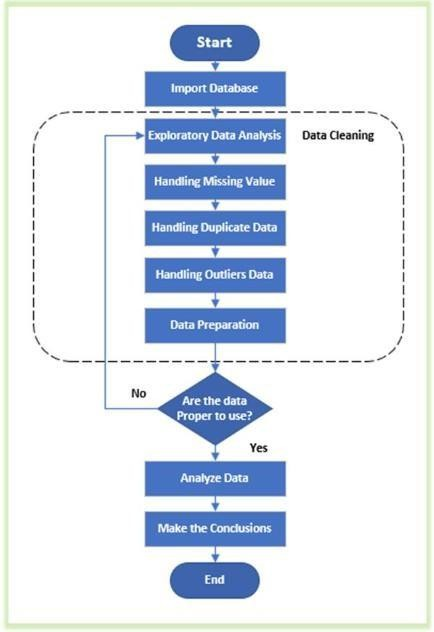 Start
Import Database
Exploratory Data Analysis
Data Cleaning
Handling Missing Value
Handling Duplicate Data
Handling Outliers Data
Data Preparation
Are the data
Proper to use?
No
Yes
Analyze Data
Make the Conclusions
End